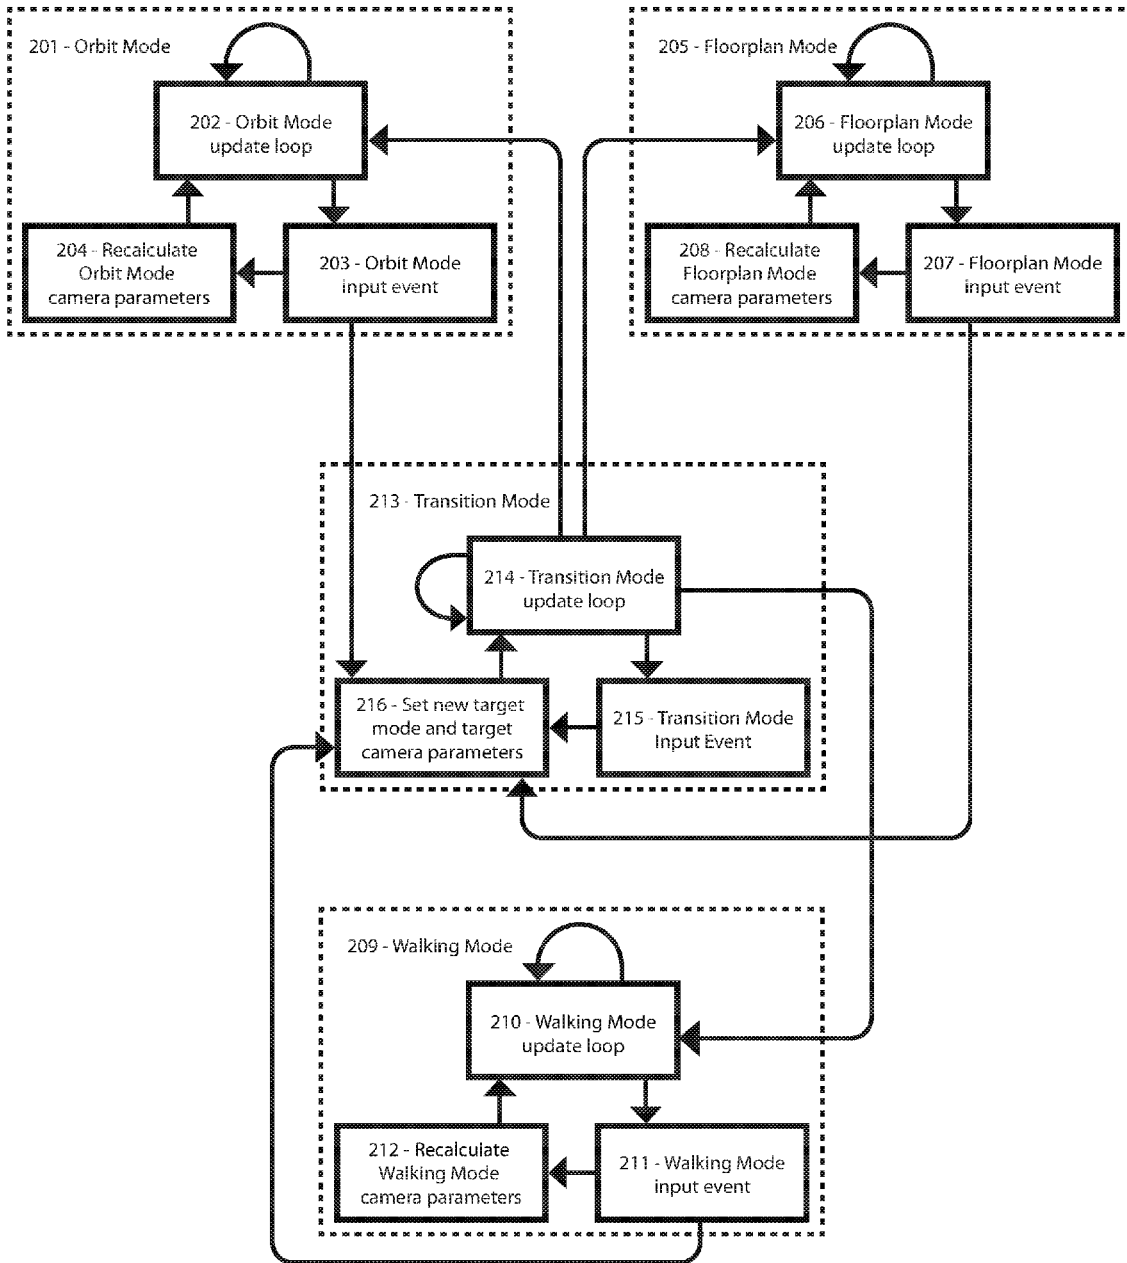 201 - Orbit Mode
202 - Orbit Mode
update loop
204 - Recalculate
Orbit Mode
camera parameters
203 - Orbit Mode
input event
205 - Floorplan Mode
206 - Floorplan Mode
update loop
208 - Recalculate
Floorplan Mode
camera parameters
207 - Floorplan Mode
input event
213 - Transition Mode
214 - Transition Mode
update loop
216 - Set new target
mode and target
camera parameters
215 - Transition Mode
Input Event
209 - Walking Mode
210 - Walking Mode
update loop
212 - Recalculate
Walking Mode
camera parameters
211 - Walking Mode
input event